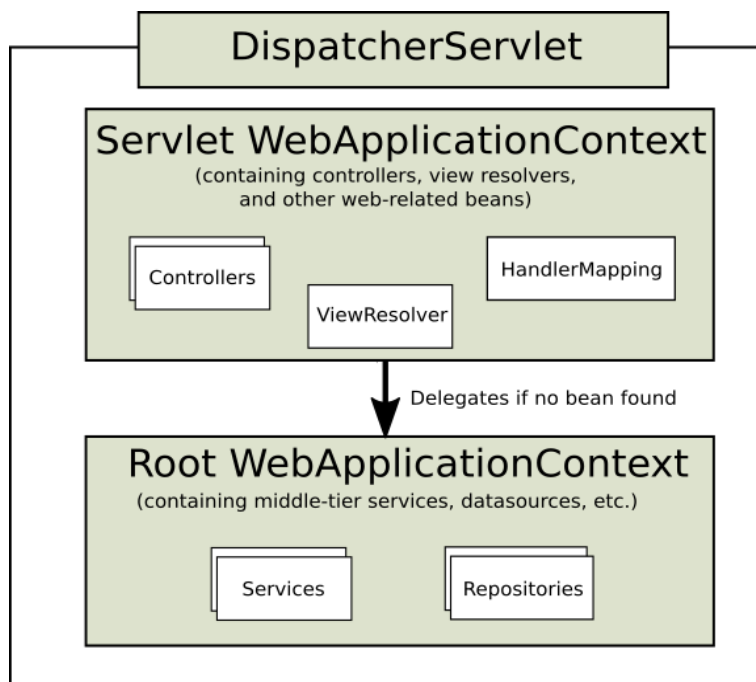 DispatcherServlet
Servlet WebApplicationContext
(containing controllers, view resolvers,
and other web-related beans)
Controllers
HandlerMapping
ViewResolver
Delegates if no bean found
Root WebApplicationContext
(containing middle-tier services, datasources, etc.)
Services
Repositories